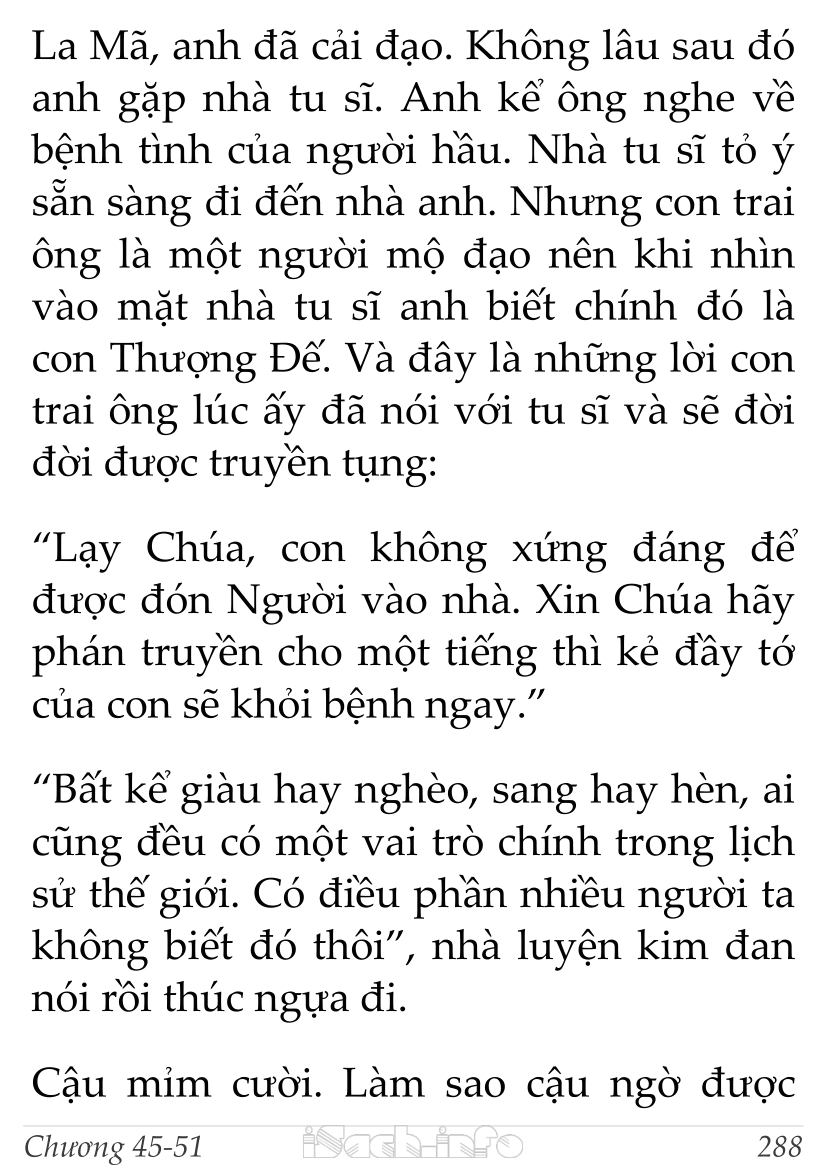 La Mã, anh đã cải đạo. Không lâu sau đó
anh gặp nhà tu sĩ. Anh kể ông nghe về
bệnh tình của người hầu. Nhà tu sĩ tỏ ý
sẵn sàng đi đến nhà anh. Nhưng con trai
ông là một người mộ đạo nên khi nhìn
vào mặt nhà tu sĩ anh biết chính đó là
con Thượng Đế. Và đây là những lời con
trai ông lúc ấy đã nói với tu sĩ và sẽ đời
đời được truyền tụng:
“Lạy Chúa, con không xứng đáng để
được đón Người vào nhà. Xin Chúa hãy
phán truyền cho một tiếng thì kẻ đầy tớ
của con sẽ khỏi bệnh ngay.”
“Bất kể giàu hay nghèo, sang hay hèn, ai
cũng đều có một vai trò chính trong lịch
sử thế giới. Có điều phần nhiều người ta
không biết đó thôi”, nhà luyện kim đan
nói rồi thúc ngựa đi.
Cậu mỉm cười. Làm sao cậu ngờ được
Chương 45-51 iSach.info 288